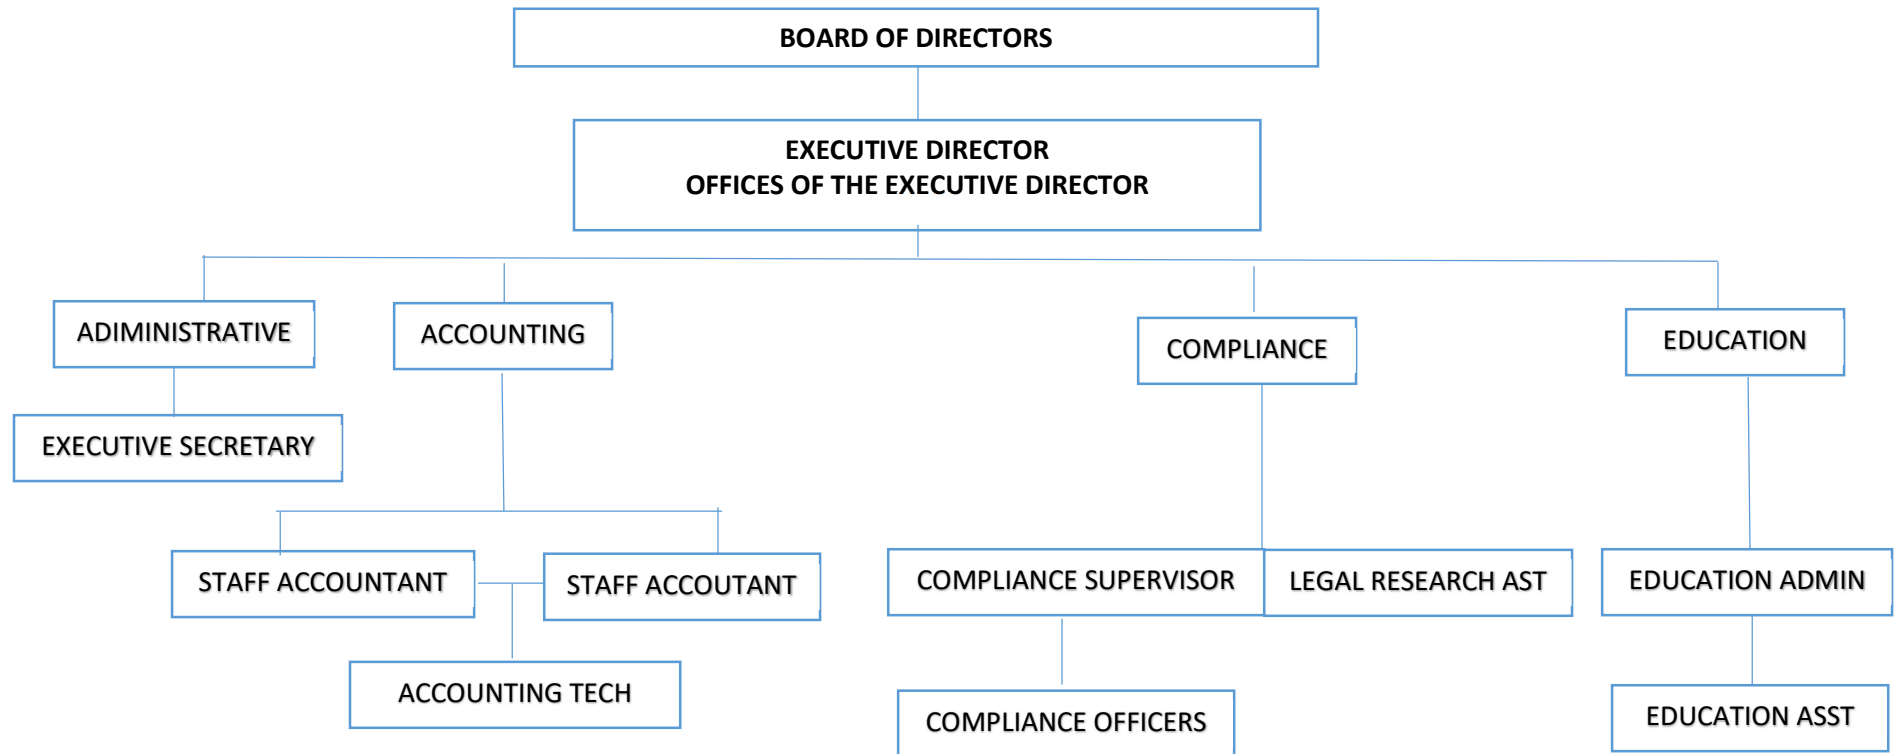 BOARD OF DIRECTORS
EXECUTIVE DIRECTOR
OFFICES OF THE EXECUTIVE DIRECTOR
ADIMINISTRATIVE
ACCOUNTING
COMPLIANCE
EDUCATION
EXECUTIVE SECRETARY
STAFF ACCOUNTANT
STAFF ACCOUTANT
COMPLIANCE SUPERVISOR
LEGAL RESEARCH AST
EDUCATION ADMIN
ACCOUNTING TECH
COMPLIANCE OFFICERS
EDUCATION ASST